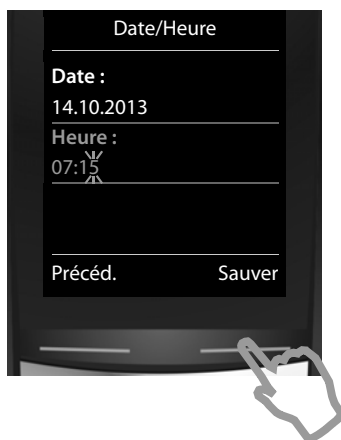 Date/Heure
Date :
14.10.2013
Heure :
07:15
Précéd. Sauver